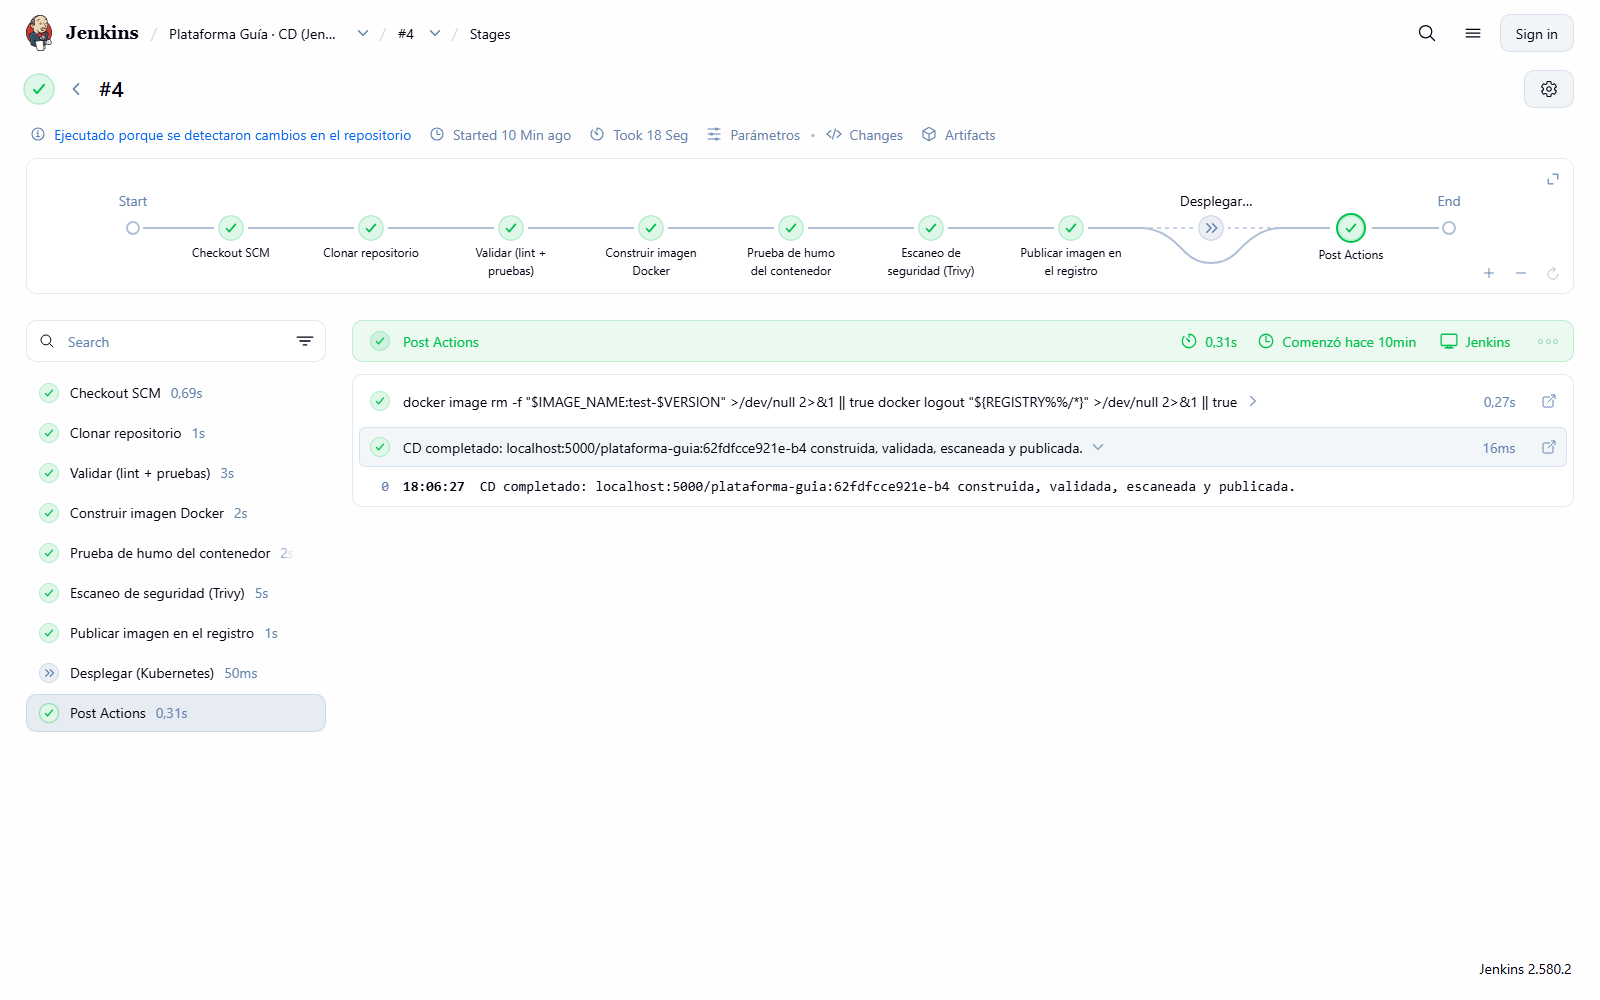 Jenkins / Plataforma Guía · CD (Jen... / #4 / Stages
Sign in
#4
Ejecutado porque se detectaron cambios en el repositorio Started 10 Min ago Took 18 Seg Parámetros Changes Artifacts
Start
Desplegar...
End
Checkout SCM
Clonar repositorio
Validar (lint +
pruebas)
Construir imagen
Docker
Prueba de humo
del contenedor
Escaneo de
seguridad (Trivy)
Publicar imagen en
el registro
Post Actions
Search
Checkout SCM 0,69s
Clonar repositorio 1s
Validar (lint + pruebas) 3s
Construir imagen Docker 2s
Prueba de humo del contenedor 2s
Escaneo de seguridad (Trivy) 5s
Publicar imagen en el registro 1s
Desplegar (Kubernetes) 50ms
Post Actions 0,31s
Post Actions 0,31s Comenzó hace 10min Jenkins
docker image rm -f "$IMAGE_NAME:test-$VERSION" >/dev/null 2>&1 || true docker logout "${REGISTRY%%/*}" >/dev/null 2>&1 || true 0,27s
CD completado: localhost:5000/plataforma-guia:62fdfcce921e-b4 construida, validada, escaneada y publicada. 16ms
0 18:06:27 CD completado: localhost:5000/plataforma-guia:62fdfcce921e-b4 construida, validada, escaneada y publicada.
Jenkins 2.580.2